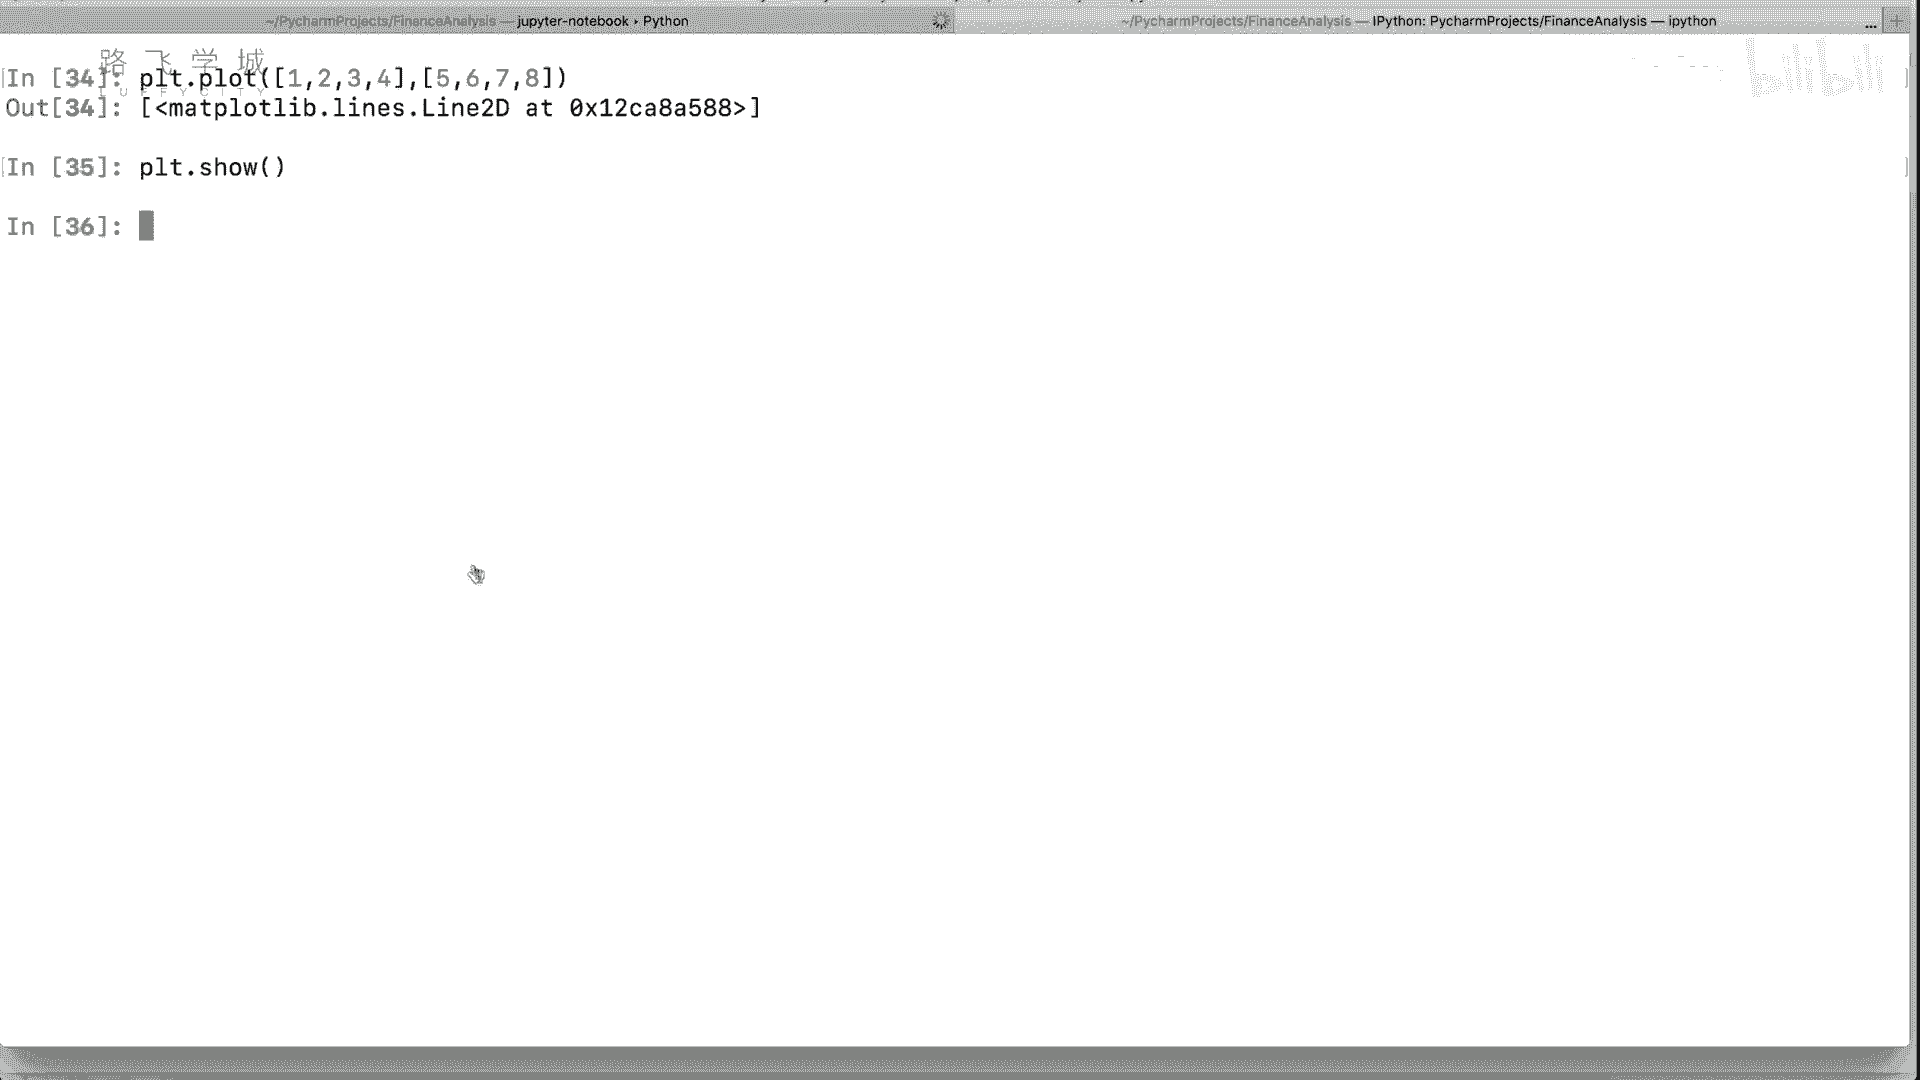 ~/PycharmProjects/FinanceAnalysis — jupyter-notebook ▸ Python
~/PycharmProjects/FinanceAnalysis — IPython: PycharmProjects/FinanceAnalysis — ipython ... +
路飞学城
LUFFYCITY
bilibili
In [34]: plt.plot([1,2,3,4],[5,6,7,8])
Out[34]: [<matplotlib.lines.Line2D at 0x12ca8a588>]
In [35]: plt.show()
In [36]: